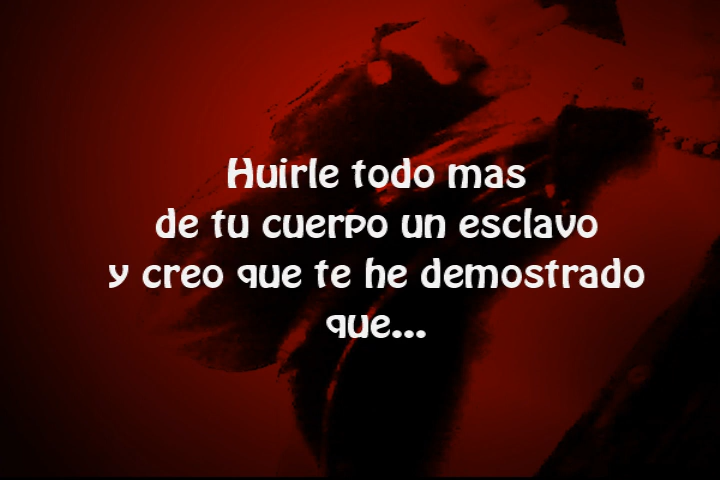 Huirle todo mas
de tu cuerpo un esclavo
y creo que te he demostrado
que...